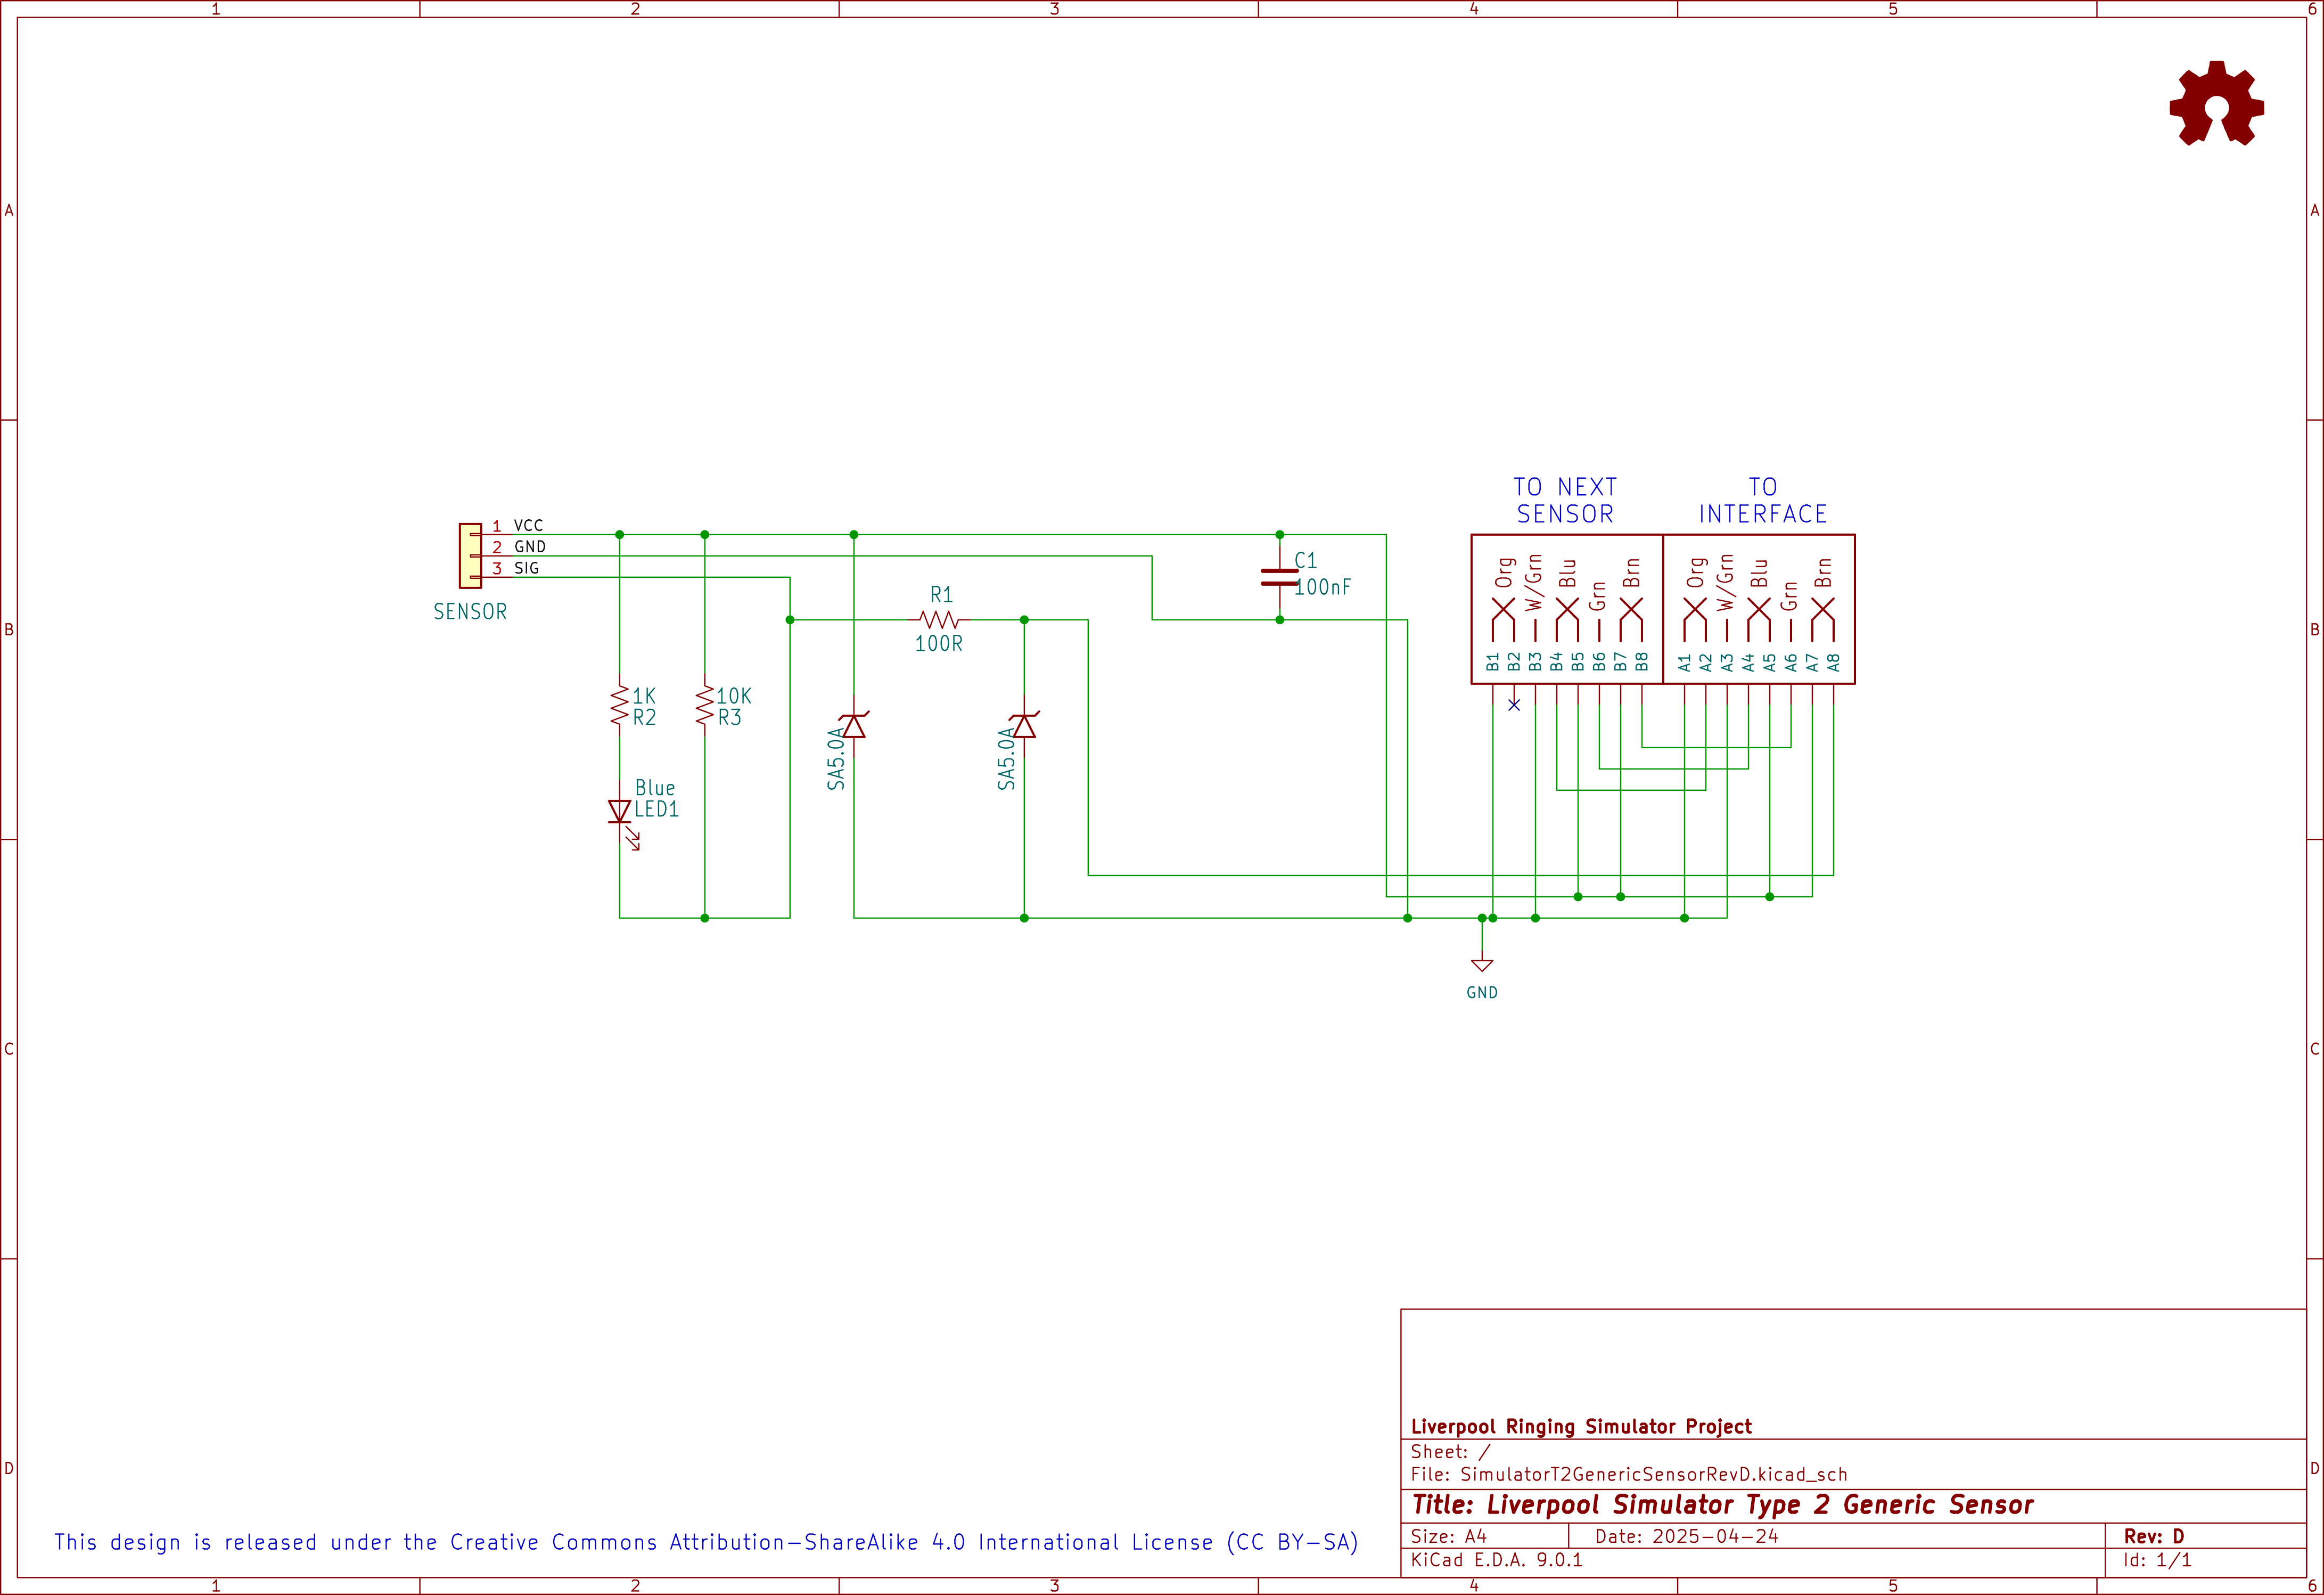 1 2 3 4 5 6
A A
TO NEXT
SENSOR
TO
INTERFACE
1 VCC
2 GND
3 SIG
SENSOR
C1
100nF
R1
100R
Org W/Grn Blu Grn Brn Org W/Grn Blu Grn Brn
B1 B2 B3 B4 B5 B6 B7 B8 A1 A2 A3 A4 A5 A6 A7 A8
B B
1K
R2
10K
R3
SA5.0A SA5.0A
Blue
LED1
GND
C C
Liverpool Ringing Simulator Project
Sheet: /
File: SimulatorT2GenericSensorRevD.kicad_sch
D D
Title: Liverpool Simulator Type 2 Generic Sensor
Size: A4 Date: 2025-04-24 Rev: D
KiCad E.D.A. 9.0.1 Id: 1/1
This design is released under the Creative Commons Attribution-ShareAlike 4.0 International License (CC BY-SA)
1 2 3 4 5 6